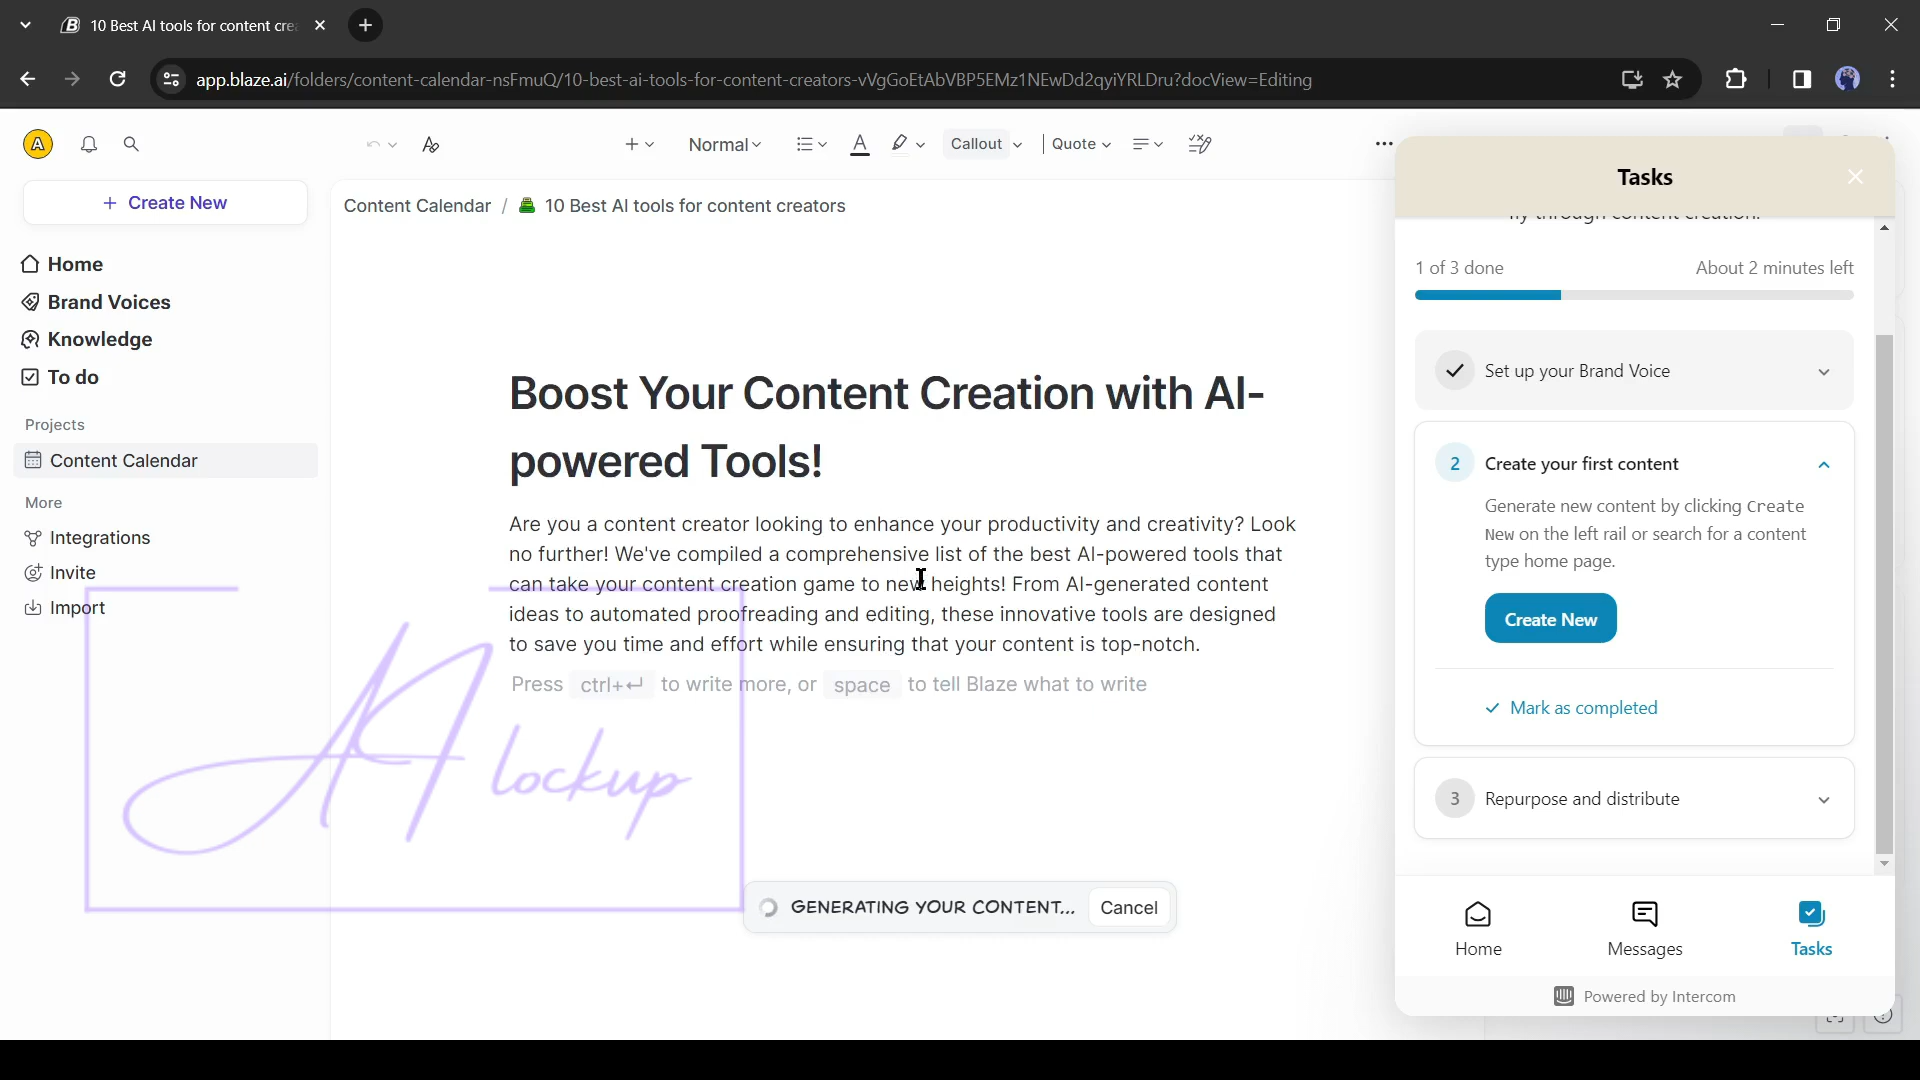 10 Best AI tools for content cre
app.blaze.ai/folders/content-calendar-nsFmuQ/10-best-ai-tools-for-content-creators-vVgGoEtAbVBP5EMz1NEwDd2qyiYRLDru?docView=Editing
A
Normal
A
Callout
Quote
+ Create New
Home
Brand Voices
Knowledge
To do
Projects
Content Calendar
More
Integrations
Invite
Import
Content Calendar / 10 Best AI tools for content creators
Boost Your Content Creation with AI-
powered Tools!
Are you a content creator looking to enhance your productivity and creativity? Look
no further! We've compiled a comprehensive list of the best AI-powered tools that
can take your content creation game to new heights! From AI-generated content
ideas to automated proofreading and editing, these innovative tools are designed
to save you time and effort while ensuring that your content is top-notch.
Press ctrl+↵ to write more, or space to tell Blaze what to write
AI lockup
GENERATING YOUR CONTENT... Cancel
Tasks
fly through content creation.
1 of 3 done About 2 minutes left
Set up your Brand Voice
2 Create your first content
Generate new content by clicking Create
New on the left rail or search for a content
type home page.
Create New
Mark as completed
3 Repurpose and distribute
Home Messages Tasks
Powered by Intercom